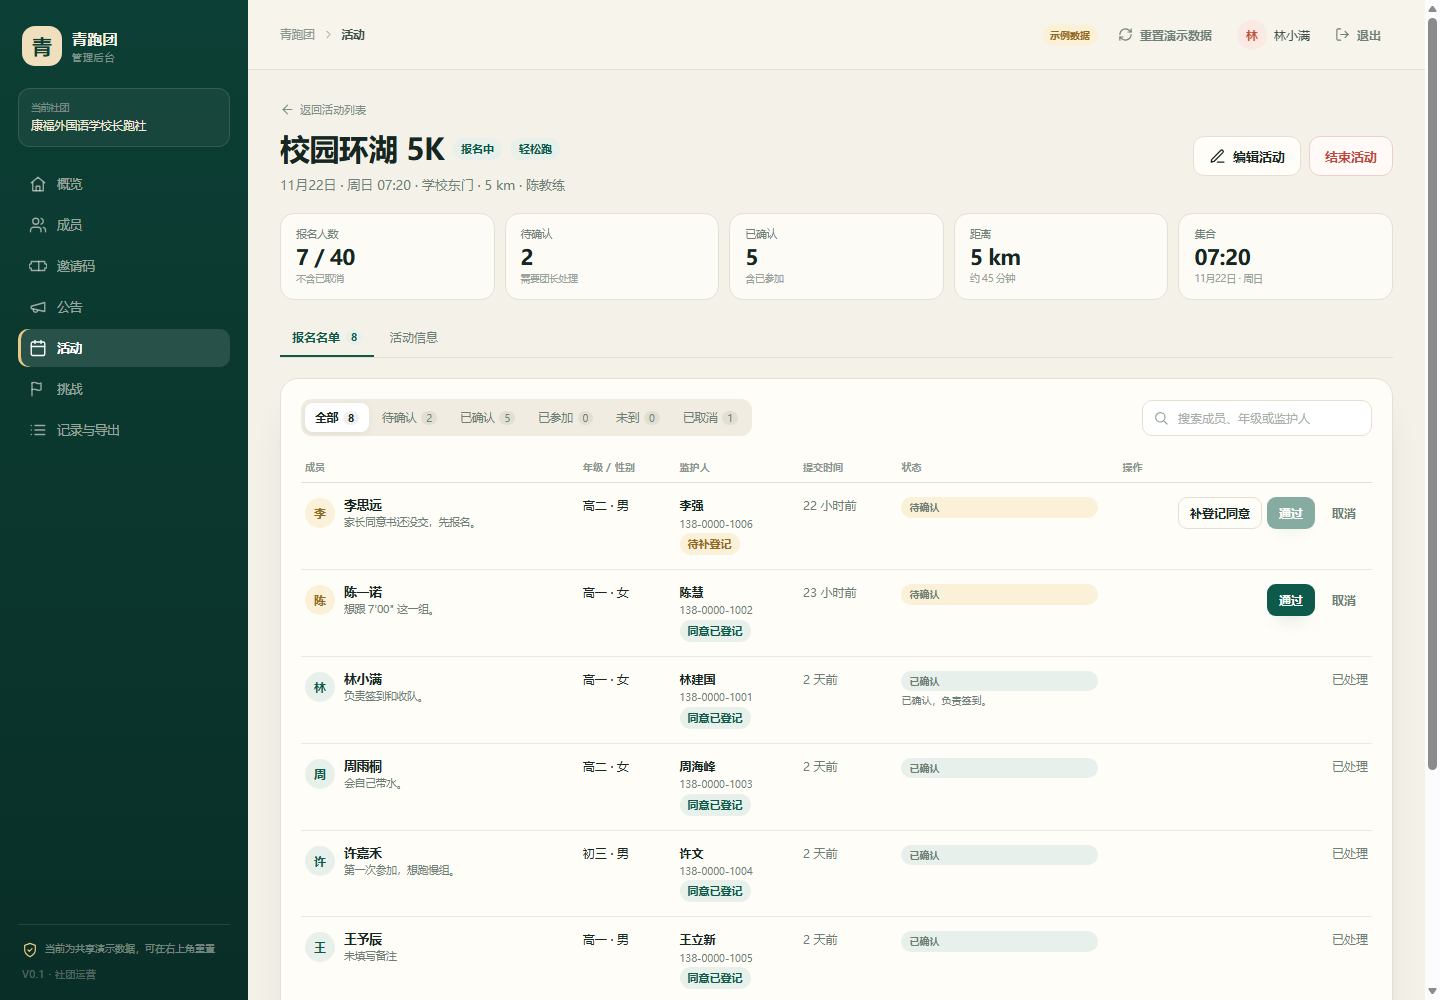 青
青跑团
管理后台
当前社团
康福外国语学校长跑社
概览
成员
邀请码
公告
活动
挑战
记录与导出
当前为共享演示数据，可在右上角重置
V0.1 · 社团运营
青跑团 > 活动
示例数据
重置演示数据
林 林小满
退出
返回活动列表
校园环湖 5K 报名中 轻松跑
11月22日 · 周日 07:20 · 学校东门 · 5 km · 陈教练
编辑活动
结束活动
报名人数
7 / 40
不含已取消
待确认
2
需要团长处理
已确认
5
含已参加
距离
5 km
约 45 分钟
集合
07:20
11月22日 · 周日
报名名单 8
活动信息
全部 8 待确认 2 已确认 5 已参加 0 未到 0 已取消 1
搜索成员、年级或监护人
成员 年级 / 性别 监护人 提交时间 状态 操作
李 李思远
家长同意书还没交，先报名。
高二 · 男
李强
138-0000-1006
待补登记
22 小时前
待确认
补登记同意 通过 取消
陈 陈一诺
想跟 7'00" 这一组。
高一 · 女
陈慧
138-0000-1002
同意已登记
23 小时前
待确认
通过 取消
林 林小满
负责签到和收队。
高一 · 女
林建国
138-0000-1001
同意已登记
2 天前
已确认
已确认，负责签到。
已处理
周 周雨桐
会自己带水。
高二 · 女
周海峰
138-0000-1003
同意已登记
2 天前
已确认
已处理
许 许嘉禾
第一次参加，想跑慢组。
初三 · 男
许文
138-0000-1004
同意已登记
2 天前
已确认
已处理
王 王予辰
未填写备注
高一 · 男
王立新
138-0000-1005
同意已登记
2 天前
已确认
已处理